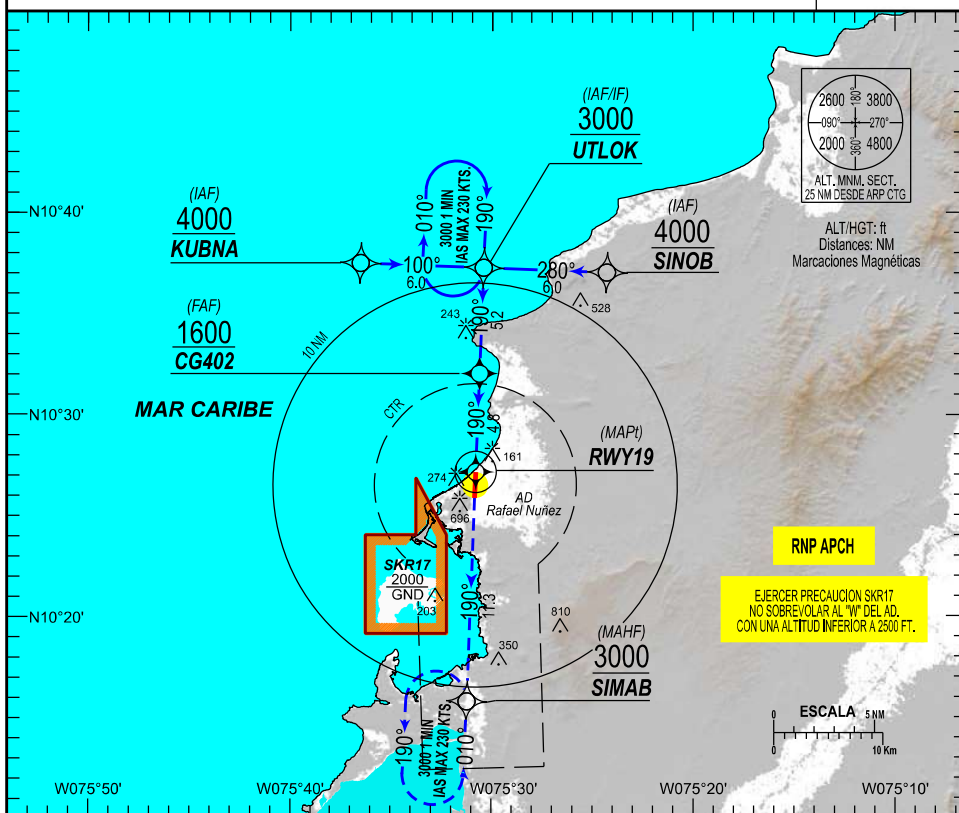 (IAF/IF)
3000
UTLOK
2600
180°
3800
090°
270°
2000
360°
4800
ALT. MNM. SECT.
25 NM DESDE ARP CTG
ALT/HGT: ft
Distances: NM
Marcaciones Magnéticas
N10°40'
(IAF)
4000
KUBNA
010°
3000 1 MIN
IAS MAX 230 KTS.
190°
(IAF)
4000
SINOB
100°
6.0
280°
6.0
528
243
190°
5.2
10 NM
(FAF)
1600
CG402
MAR CARIBE
N10°30'
CTR
190°
4.8
161
(MAPt)
RWY19
274
696
AD
Rafael Nuñez
RNP APCH
SKR17
2000
GND
203
190°
11.3
810
EJERCER PRECAUCION SKR17
NO SOBREVOLAR AL "W" DEL AD.
CON UNA ALTITUD INFERIOR A 2500 FT.
N10°20'
350
(MAHF)
3000
SIMAB
190°
3000 1 MIN
IAS MAX 230 KTS.
010°
ESCALA
0
5 NM
0
10 Km
W075°50'
W075°40'
W075°30'
W075°20'
W075°10'